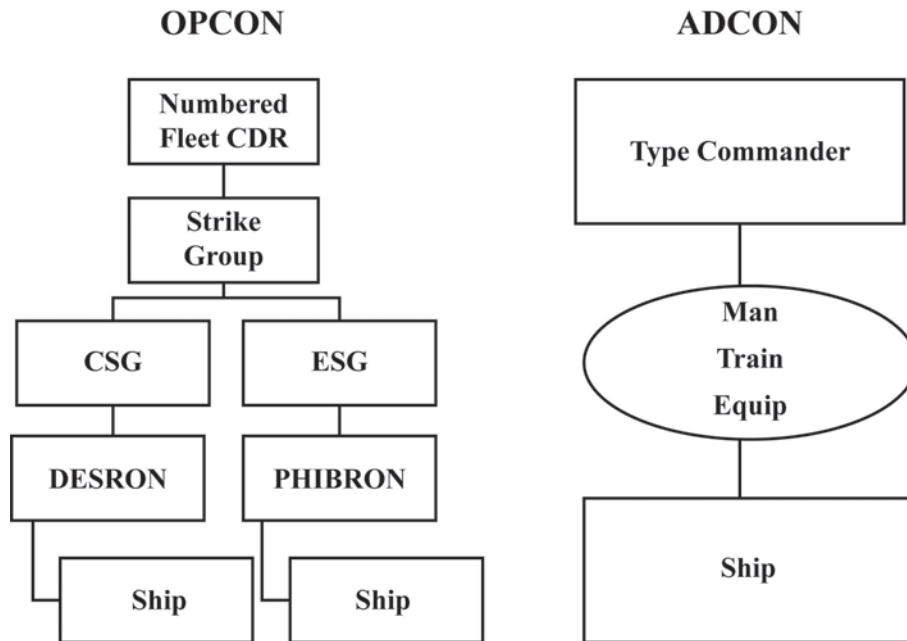 OPCON
Numbered
Fleet CDR
Strike
Group
CSG
ESG
DESRON
PHIBRON
Ship
Ship
ADCON
Type Commander
Man
Train
Equip
Ship